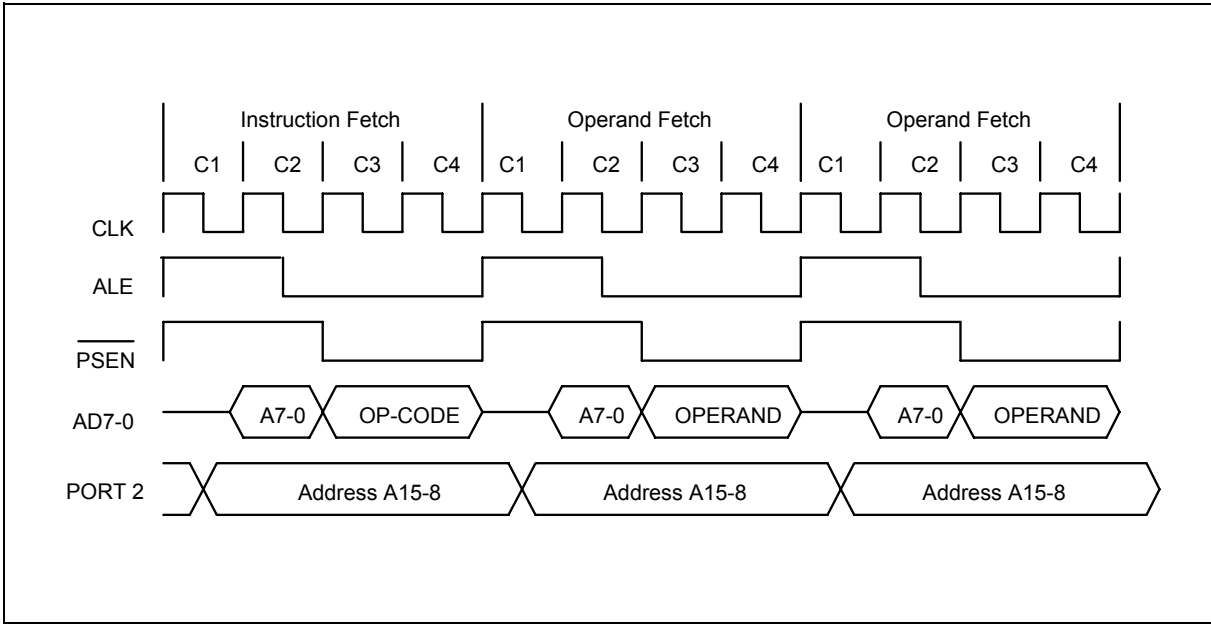 Instruction Fetch Operand Fetch Operand Fetch
C1 C2 C3 C4 C1 C2 C3 C4 C1 C2 C3 C4
CLK
ALE
PSEN
AD7-0 A7-0 OP-CODE A7-0 OPERAND A7-0 OPERAND
PORT 2 Address A15-8 Address A15-8 Address A15-8